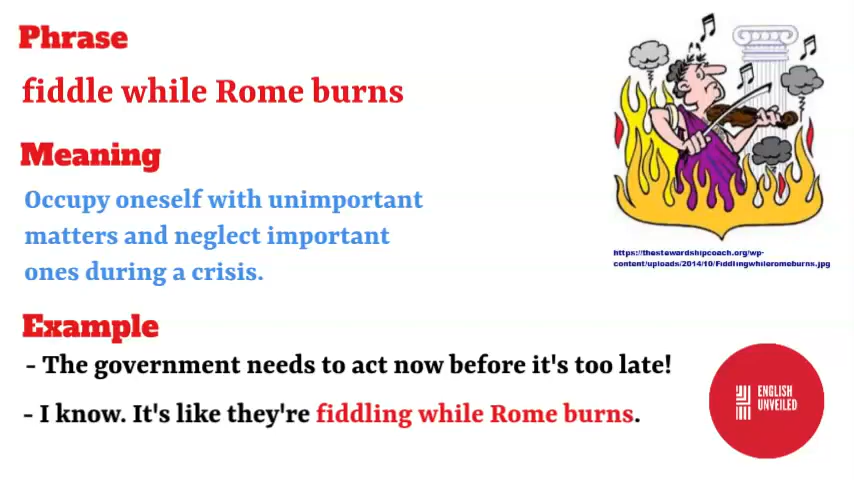 Phrase
fiddle while Rome burns
Meaning
Occupy oneself with unimportant
matters and neglect important
ones during a crisis.
https://thestewardshipcoach.org/wp-
content/uploads/2014/10/Fiddlingwhileromeburns.jpg
Example
- The government needs to act now before it's too late!
- I know. It's like they're fiddling while Rome burns.
ENGLISH
UNVEILED